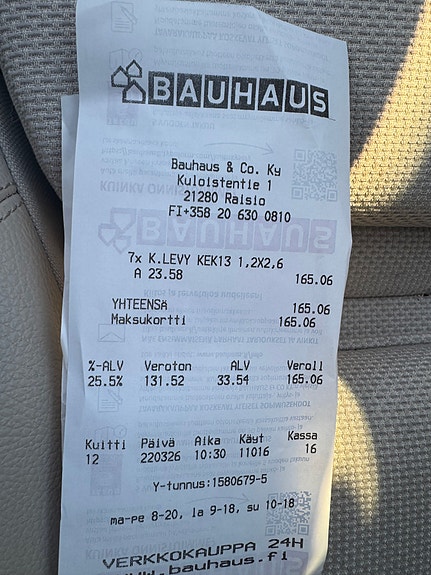 BAUHAUS
Bauhaus & Co. Ky
Kuloistentie 1
21280 Raisio
FI+358 20 630 0810
7x K.LEVY KEK13 1,2X2,6
A 23.58 165.06
YHTEENSÄ 165.06
Maksukortti 165.06
%-ALV Veroton ALV Veroll
25.5% 131.52 33.54 165.06
Kuitti Päivä Aika Käyt Kassa
12 220326 10:30 11016 16
Y-tunnus:1580679-5
ma-pe 8-20, la 9-18, su 10-18
VERKKOKAUPPA 24H
www.bauhaus.fi